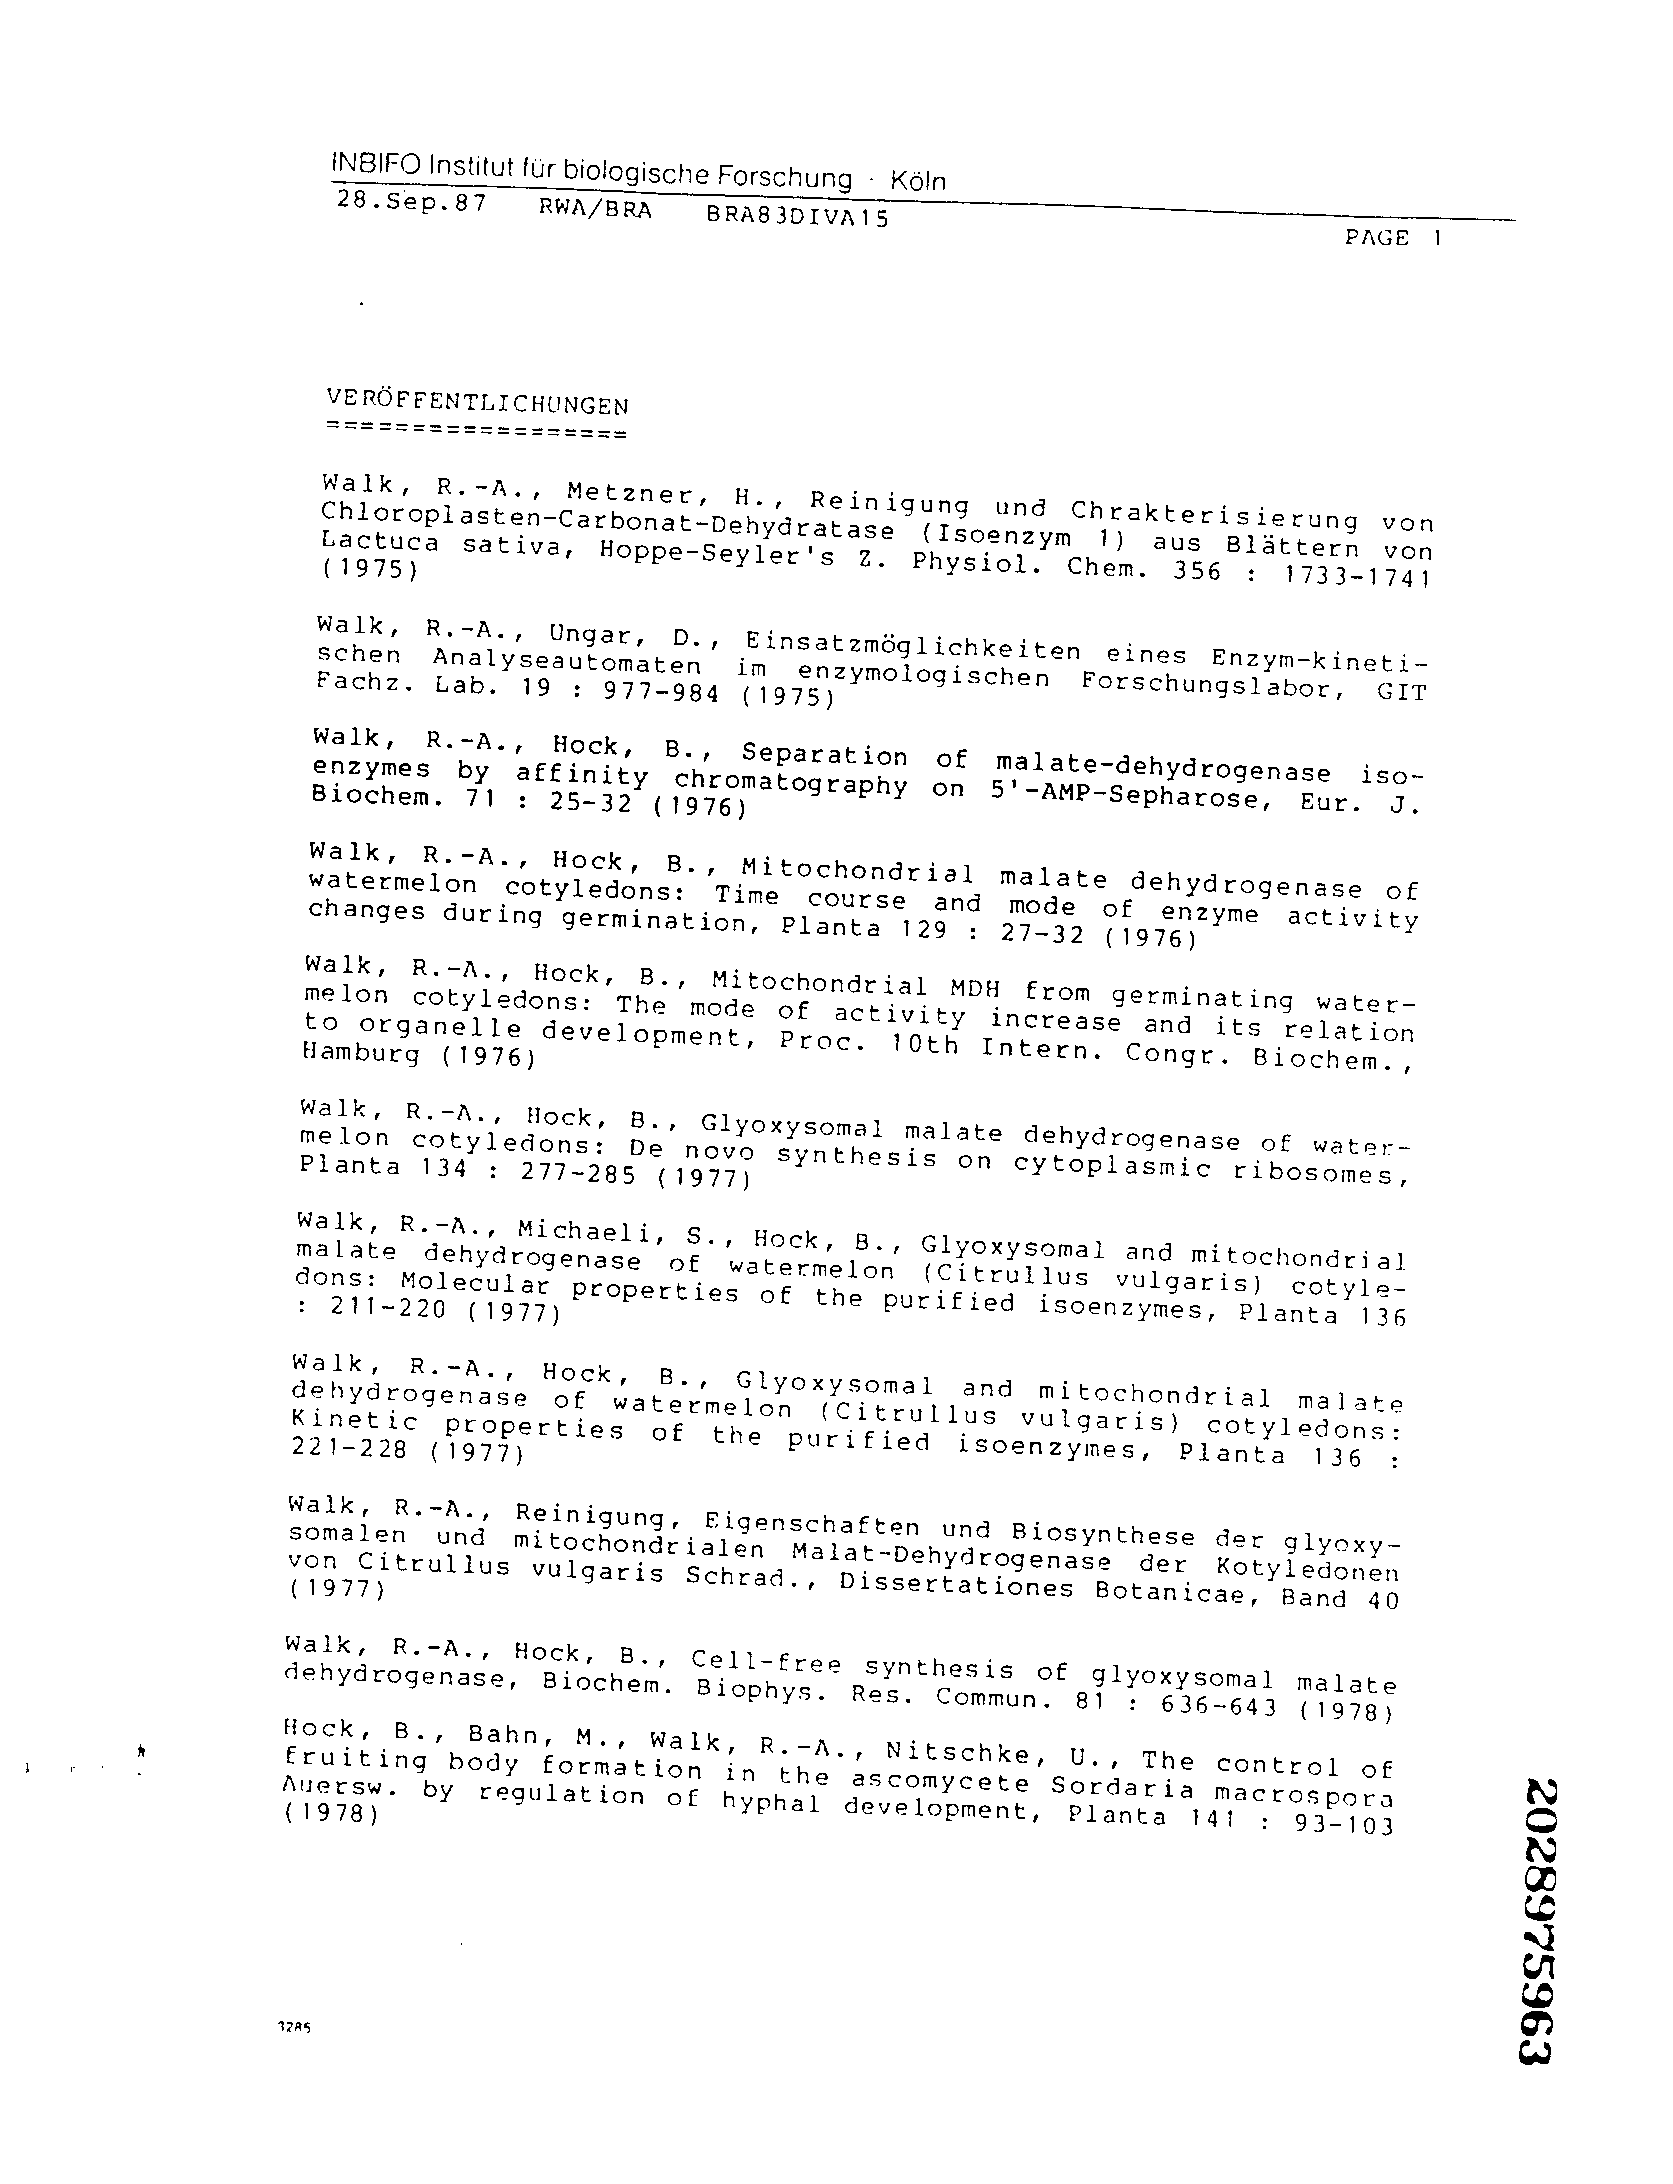 INBIFO Institut für biologische Forschung · Köln
28.Sep.87 RWA/BRA BRA83DIVA15
PAGE 1
VERÖFFENTLICHUNGEN
==================
Walk, R.-A., Metzner, H., Reinigung und Chrakterisierung von
Chloroplasten-Carbonat-Dehydratase (Isoenzym 1) aus Blättern von
Lactuca sativa, Hoppe-Seyler's Z. Physiol. Chem. 356 : 1733-1741
(1975)
Walk, R.-A., Ungar, D., Einsatzmöglichkeiten eines Enzym-kineti-
schen Analyseautomaten im enzymologischen Forschungslabor, GIT
Fachz. Lab. 19 : 977-984 (1975)
Walk, R.-A., Hock, B., Separation of malate-dehydrogenase iso-
enzymes by affinity chromatography on 5'-AMP-Sepharose, Eur. J.
Biochem. 71 : 25-32 (1976)
Walk, R.-A., Hock, B., Mitochondrial malate dehydrogenase of
watermelon cotyledons: Time course and mode of enzyme activity
changes during germination, Planta 129 : 27-32 (1976)
Walk, R.-A., Hock, B., Mitochondrial MDH from germinating water-
melon cotyledons: The mode of activity increase and its relation
to organelle development, Proc. 10th Intern. Congr. Biochem.,
Hamburg (1976)
Walk, R.-A., Hock, B., Glyoxysomal malate dehydrogenase of water-
melon cotyledons: De novo synthesis on cytoplasmic ribosomes,
Planta 134 : 277-285 (1977)
Walk, R.-A., Michaeli, S., Hock, B., Glyoxysomal and mitochondrial
malate dehydrogenase of watermelon (Citrullus vulgaris) cotyle-
dons: Molecular properties of the purified isoenzymes, Planta 136
: 211-220 (1977)
Walk, R.-A., Hock, B., Glyoxysomal and mitochondrial malate
dehydrogenase of watermelon (Citrullus vulgaris) cotyledons:
Kinetic properties of the purified isoenzymes, Planta 136 :
221-228 (1977)
Walk, R.-A., Reinigung, Eigenschaften und Biosynthese der glyoxy-
somalen und mitochondrialen Malat-Dehydrogenase der Kotyledonen
von Citrullus vulgaris Schrad., Dissertationes Botanicae, Band 40
(1977)
Walk, R.-A., Hock, B., Cell-free synthesis of glyoxysomal malate
dehydrogenase, Biochem. Biophys. Res. Commun. 81 : 636-643 (1978)
Hock, B., Bahn, M., Walk, R.-A., Nitschke, U., The control of
fruiting body formation in the ascomycete Sordaria macrospora
Auersw. by regulation of hyphal development, Planta 141 : 93-103
(1978)
3285
2028975963